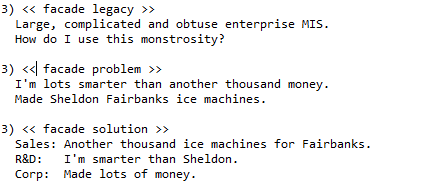 3) << facade legacy >>
Large, complicated and obtuse enterprise MIS.
How do I use this monstrosity?
3) << facade problem >>
I'm lots smarter than another thousand money.
Made Sheldon Fairbanks ice machines.
3) << facade solution >>
Sales: Another thousand ice machines for Fairbanks.
R&D: I'm smarter than Sheldon.
Corp: Made lots of money.